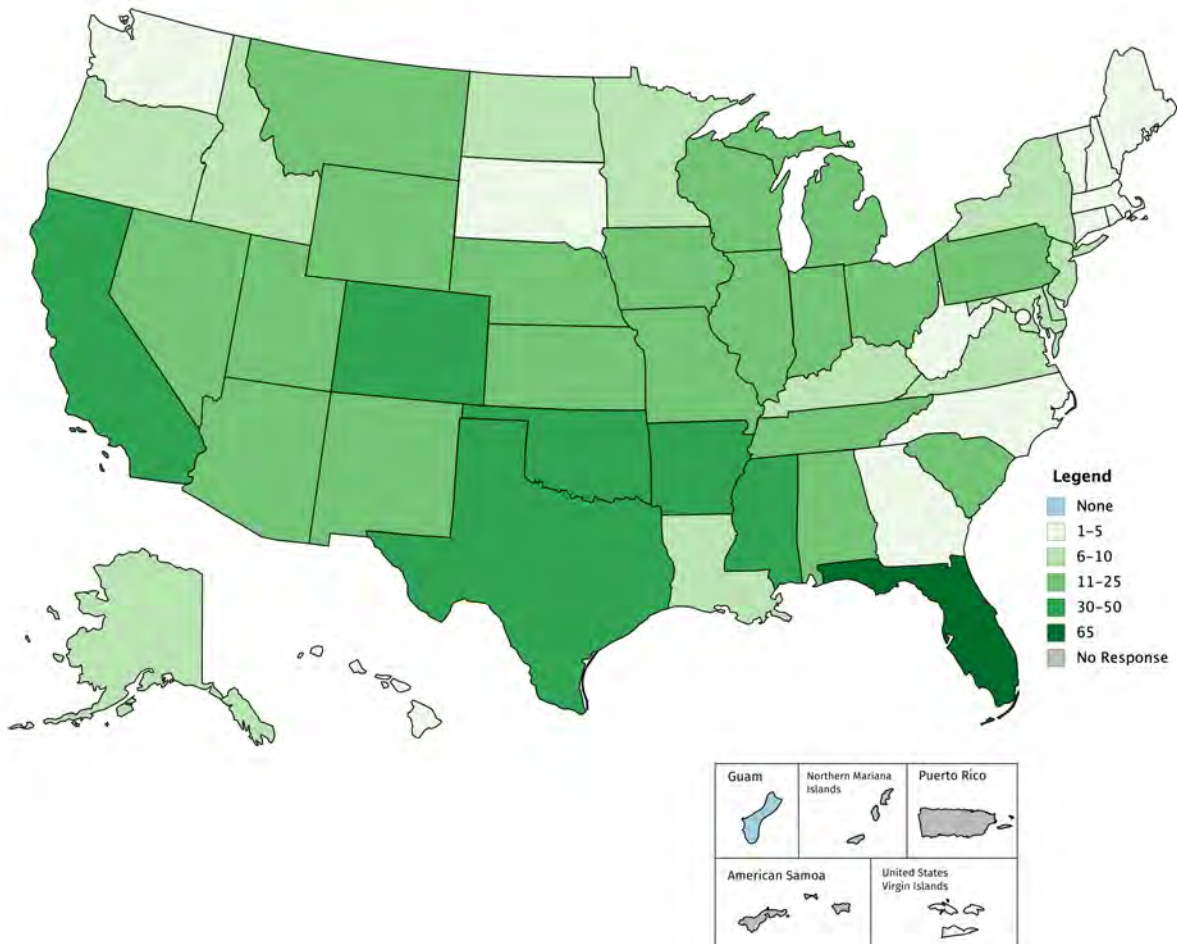 Legend
None
1–5
6–10
11–25
30–50
65
No Response
Guam
Northern Mariana
Islands
Puerto Rico
American Samoa
United States
Virgin Islands